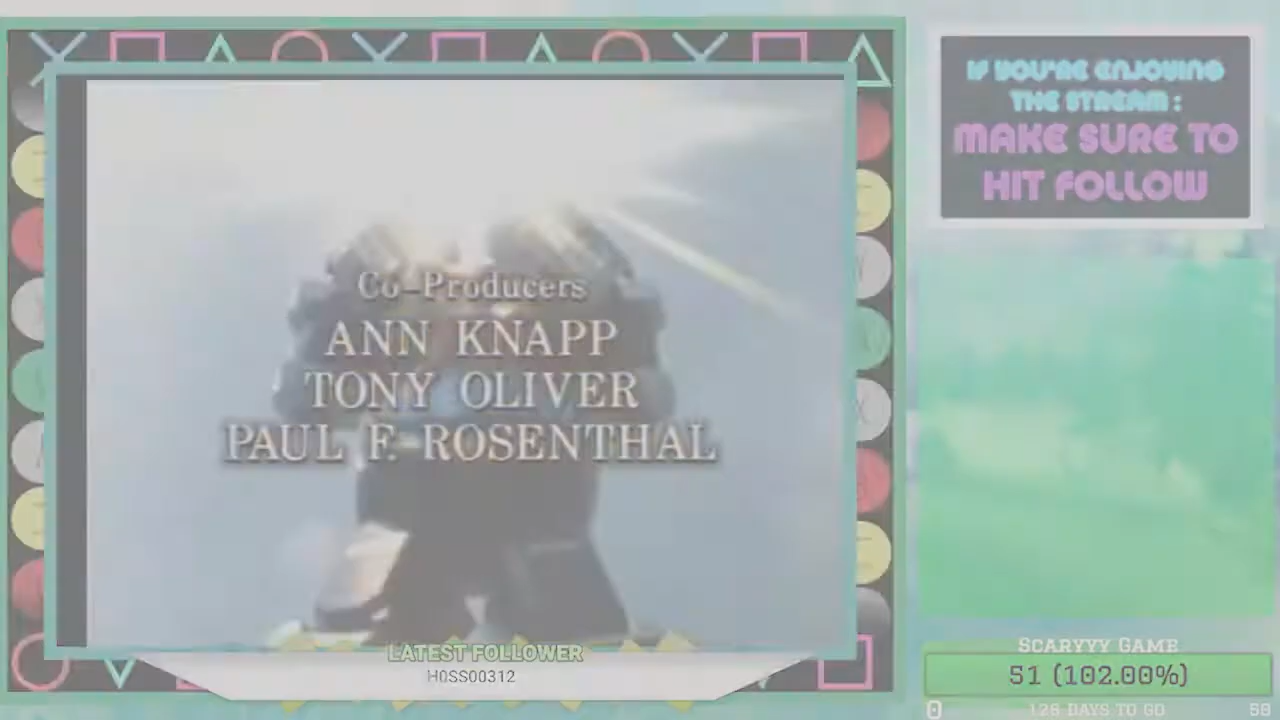 IF YOU'RE ENJOYING
THE STREAM :
MAKE SURE TO
HIT FOLLOW
Co-Producers
ANN KNAPP
TONY OLIVER
PAUL F. ROSENTHAL
LATEST FOLLOWER
H0SS00312
SCARYYY GAME
51 (102.00%)
0
126 DAYS TO GO
50